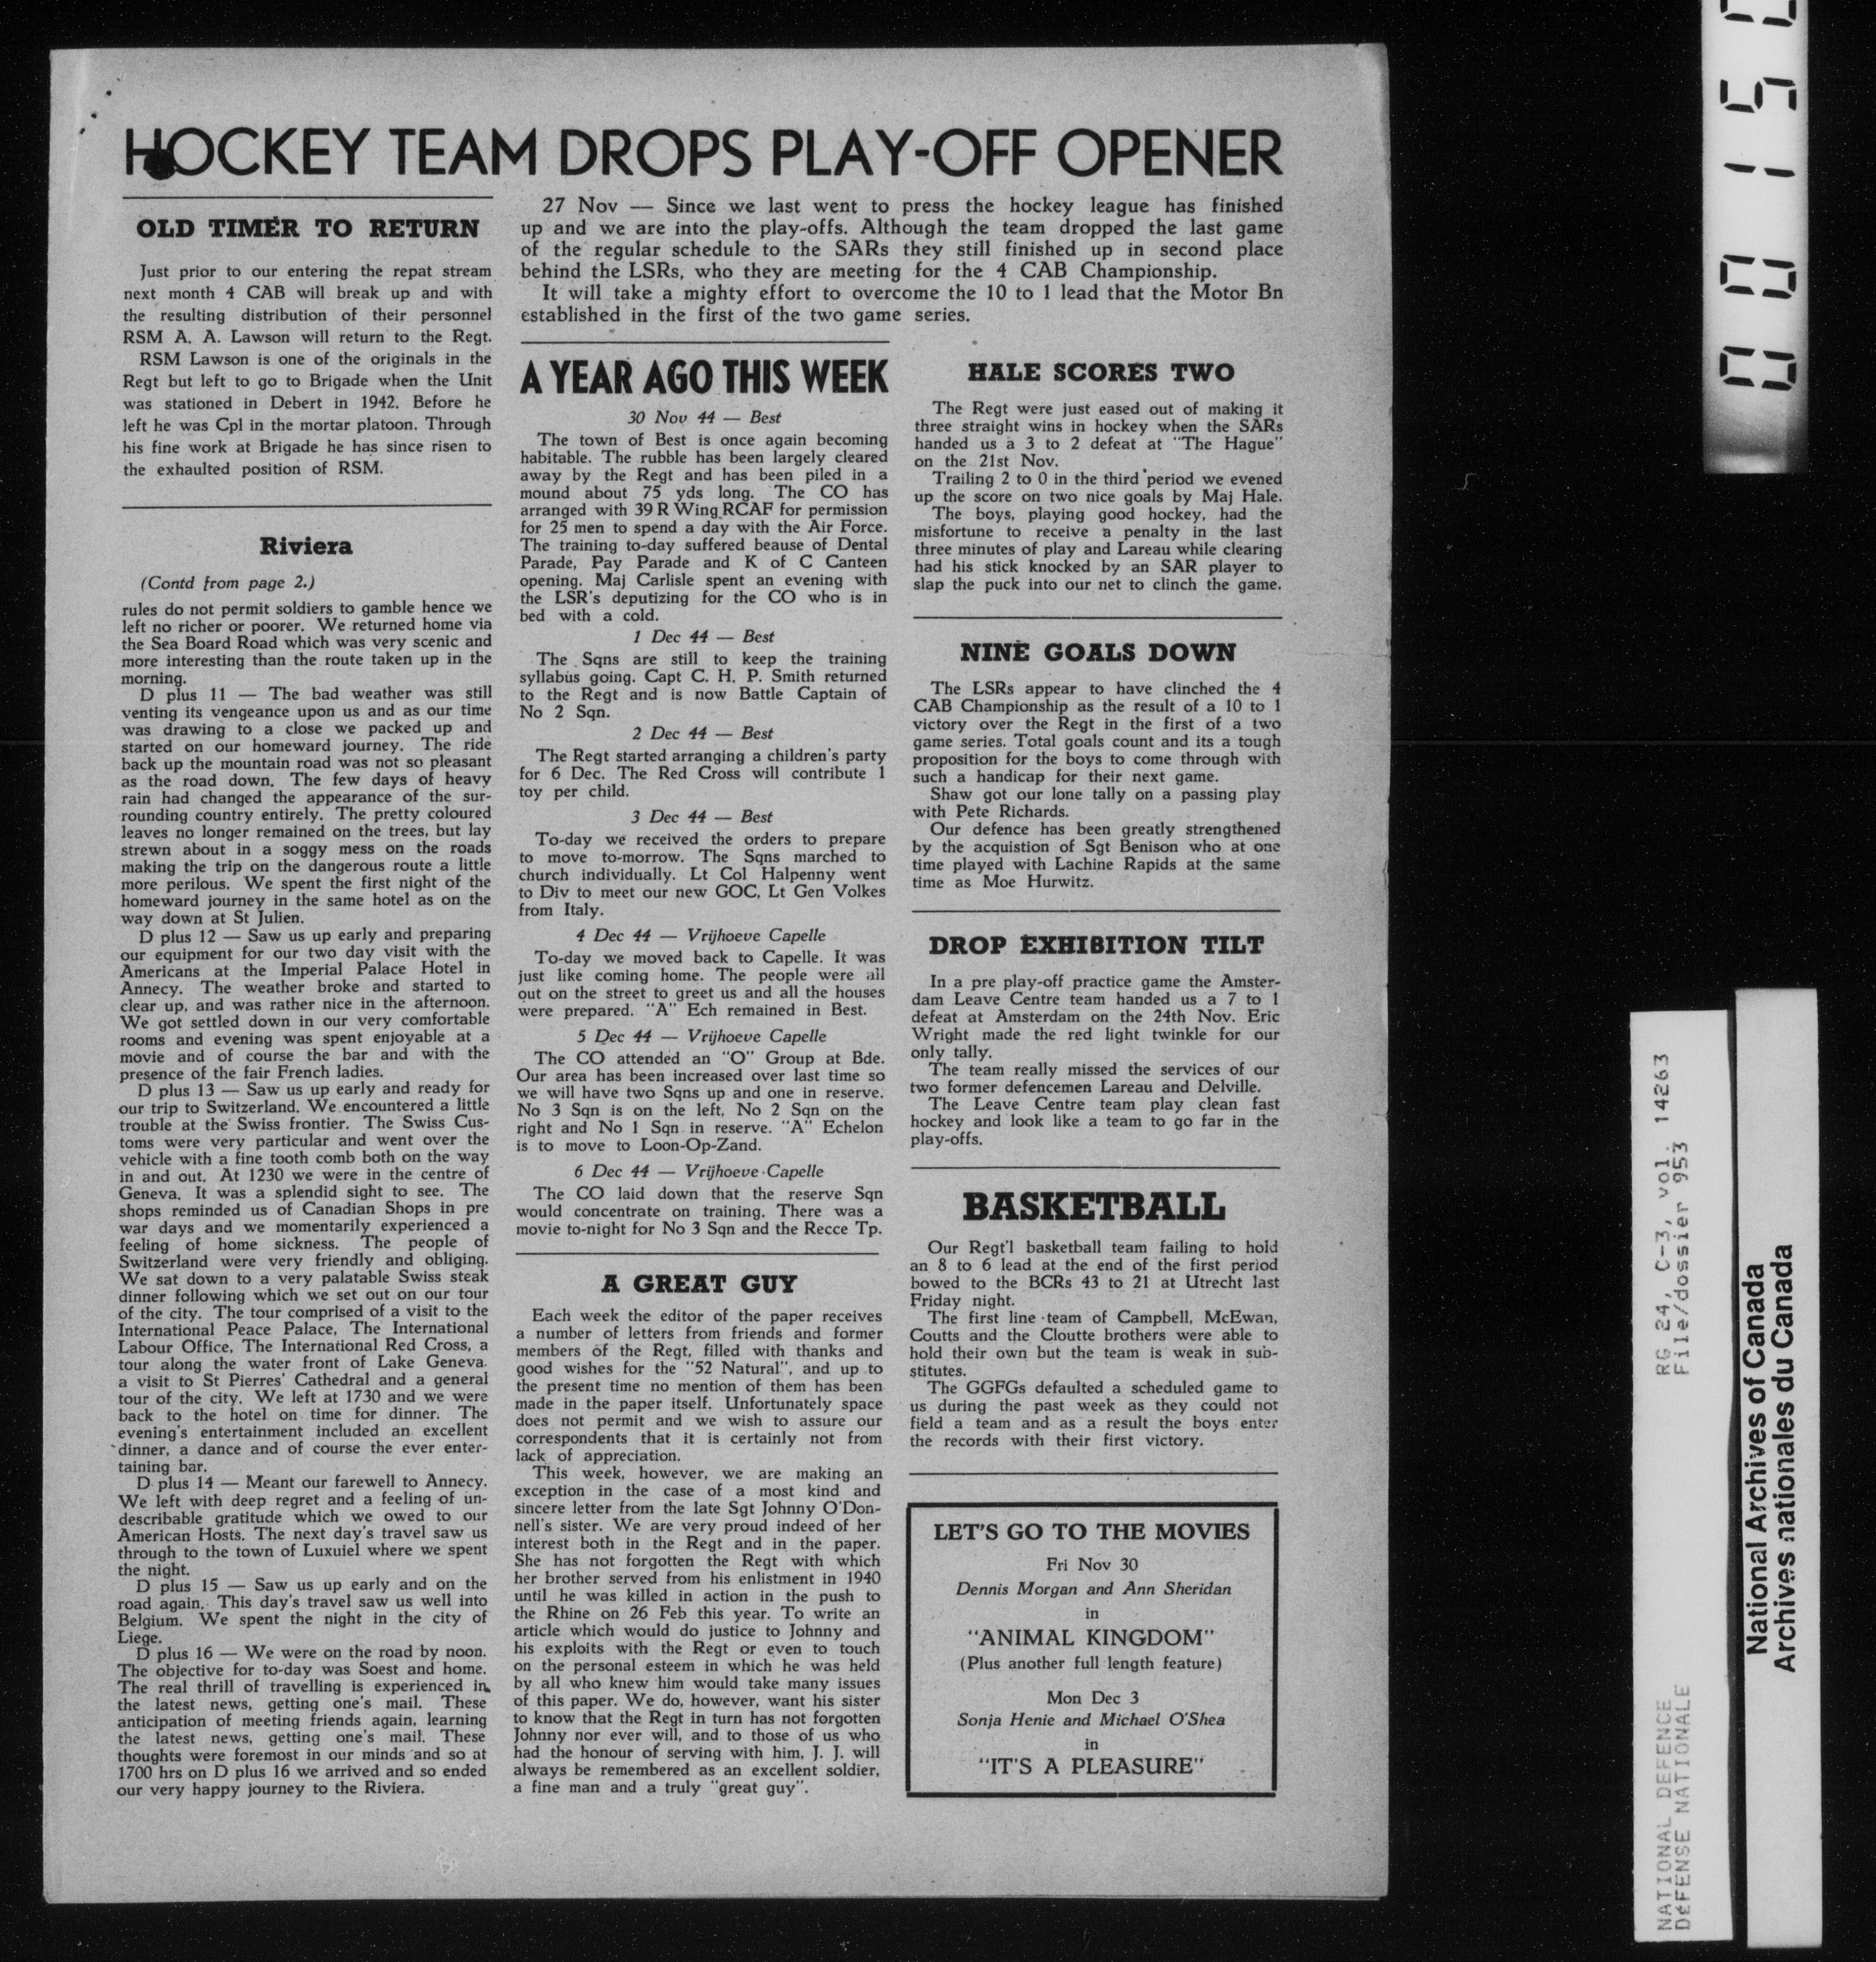 HOCKEY TEAM DROPS PLAY-OFF OPENER
OLD TIMER TO RETURN
Just prior to our entering the repat stream
next month 4 CAB will break up and with
the resulting distribution of their personnel
RSM A. A. Lawson will return to the Regt.
RSM Lawson is one of the originals in the
Regt but left to go to Brigade when the Unit
was stationed in Debert in 1942. Before he
left he was Cpl in the mortar platoon. Through
his fine work at Brigade he has since risen to
the exhaulted position of RSM.
Riviera
(Contd from page 2.)
rules do not permit soldiers to gamble hence we
left no richer or poorer. We returned home via
the Sea Board Road which was very scenic and
more interesting than the route taken up in the
morning.
D plus 11 — The bad weather was still
venting its vengeance upon us and as our time
was drawing to a close we packed up and
started on our homeward journey. The ride
back up the mountain road was not so pleasant
as the road down. The few days of heavy
rain had changed the appearance of the sur-
rounding country entirely. The pretty coloured
leaves no longer remained on the trees, but lay
strewn about in a soggy mess on the roads
making the trip on the dangerous route a little
more perilous. We spent the first night of the
homeward journey in the same hotel as on the
way down at St Julien.
D plus 12 — Saw us up early and preparing
our equipment for our two day visit with the
Americans at the Imperial Palace Hotel in
Annecy. The weather broke and started to
clear up, and was rather nice in the afternoon.
We got settled down in our very comfortable
rooms and evening was spent enjoyable at a
movie and of course the bar and with the
presence of the fair French ladies.
D plus 13 — Saw us up early and ready for
our trip to Switzerland. We encountered a little
trouble at the Swiss frontier. The Swiss Cus-
toms were very particular and went over the
vehicle with a fine tooth comb both on the way
in and out. At 1230 we were in the centre of
Geneva. It was a splendid sight to see. The
shops reminded us of Canadian Shops in pre
war days and we momentarily experienced a
feeling of home sickness. The people of
Switzerland were very friendly and obliging.
We sat down to a very palatable Swiss steak
dinner following which we set out on our tour
of the city. The tour comprised of a visit to the
International Peace Palace, The International
Labour Office, The International Red Cross, a
tour along the water front of Lake Geneva,
a visit to St Pierres' Cathedral and a general
tour of the city. We left at 1730 and we were
back to the hotel on time for dinner. The
evening's entertainment included an excellent
dinner, a dance and of course the ever enter-
taining bar.
D plus 14 — Meant our farewell to Annecy.
We left with deep regret and a feeling of un-
describable gratitude which we owed to our
American Hosts. The next day's travel saw us
through to the town of Luxuiel where we spent
the night.
D plus 15 — Saw us up early and on the
road again. This day's travel saw us well into
Belgium. We spent the night in the city of
Liege.
D plus 16 — We were on the road by noon.
The objective for to-day was Soest and home.
The real thrill of travelling is experienced in
the latest news, getting one's mail. These
anticipation of meeting friends again, learning
the latest news, getting one's mail. These
thoughts were foremost in our minds and so at
1700 hrs on D plus 16 we arrived and so ended
our very happy journey to the Riviera.
27 Nov — Since we last went to press the hockey league has finished
up and we are into the play-offs. Although the team dropped the last game
of the regular schedule to the SARs they still finished up in second place
behind the LSRs, who they are meeting for the 4 CAB Championship.
It will take a mighty effort to overcome the 10 to 1 lead that the Motor Bn
established in the first of the two game series.
A YEAR AGO THIS WEEK
30 Nov 44 — Best
The town of Best is once again becoming
habitable. The rubble has been largely cleared
away by the Regt and has been piled in a
mound about 75 yds long. The CO has
arranged with 39 R Wing RCAF for permission
for 25 men to spend a day with the Air Force.
The training to-day suffered beause of Dental
Parade, Pay Parade and K of C Canteen
opening. Maj Carlisle spent an evening with
the LSR's deputizing for the CO who is in
bed with a cold.
1 Dec 44 — Best
The Sqns are still to keep the training
syllabus going. Capt C. H. P. Smith returned
to the Regt and is now Battle Captain of
No 2 Sqn.
2 Dec 44 — Best
The Regt started arranging a children's party
for 6 Dec. The Red Cross will contribute 1
toy per child.
3 Dec 44 — Best
To-day we received the orders to prepare
to move to-morrow. The Sqns marched to
church individually. Lt Col Halpenny went
to Div to meet our new GOC, Lt Gen Volkes
from Italy.
4 Dec 44 — Vrijhoeve Capelle
To-day we moved back to Capelle. It was
just like coming home. The people were all
out on the street to greet us and all the houses
were prepared. "A" Ech remained in Best.
5 Dec 44 — Vrijhoeve Capelle
The CO attended an "O" Group at Bde.
Our area has been increased over last time so
we will have two Sqns up and one in reserve.
No 3 Sqn is on the left, No 2 Sqn on the
right and No 1 Sqn in reserve. "A" Echelon
is to move to Loon-Op-Zand.
6 Dec 44 — Vrijhoeve Capelle
The CO laid down that the reserve Sqn
would concentrate on training. There was a
movie to-night for No 3 Sqn and the Recce Tp.
A GREAT GUY
Each week the editor of the paper receives
a number of letters from friends and former
members of the Regt, filled with thanks and
good wishes for the "52 Natural", and up to
the present time no mention of them has been
made in the paper itself. Unfortunately space
does not permit and we wish to assure our
correspondents that it is certainly not from
lack of appreciation.
This week, however, we are making an
exception in the case of a most kind and
sincere letter from the late Sgt Johnny O'Don-
nell's sister. We are very proud indeed of her
interest both in the Regt and in the paper.
She has not forgotten the Regt with which
her brother served from his enlistment in 1940
until he was killed in action in the push to
the Rhine on 26 Feb this year. To write an
article which would do justice to Johnny and
his exploits with the Regt or even to touch
on the personal esteem in which he was held
by all who knew him would take many issues
of this paper. We do, however, want his sister
to know that the Regt in turn has not forgotten
Johnny nor ever will, and to those of us who
had the honour of serving with him, J. J. will
always be remembered as an excellent soldier,
a fine man and a truly "great guy".
HALE SCORES TWO
The Regt were just eased out of making it
three straight wins in hockey when the SARs
handed us a 3 to 2 defeat at "The Hague"
on the 21st Nov.
Trailing 2 to 0 in the third period we evened
up the score on two nice goals by Maj Hale.
The boys, playing good hockey, had the
misfortune to receive a penalty in the last
three minutes of play and Lareau while clearing
had his stick knocked by an SAR player to
slap the puck into our net to clinch the game.
NINE GOALS DOWN
The LSRs appear to have clinched the 4
CAB Championship as the result of a 10 to 1
victory over the Regt in the first of a two
game series. Total goals count and its a tough
proposition for the boys to come through with
such a handicap for their next game.
Shaw got our lone tally on a passing play
with Pete Richards.
Our defence has been greatly strengthened
by the acquistion of Sgt Benison who at one
time played with Lachine Rapids at the same
time as Moe Hurwitz.
DROP EXHIBITION TILT
In a pre play-off practice game the Amster-
dam Leave Centre team handed us a 7 to 1
defeat at Amsterdam on the 24th Nov. Eric
Wright made the red light twinkle for our
only tally.
The team really missed the services of our
two former defencemen Lareau and Delville.
The Leave Centre team play clean fast
hockey and look like a team to go far in the
play-offs.
BASKETBALL
Our Regt'l basketball team failing to hold
an 8 to 6 lead at the end of the first period
bowed to the BCRs 43 to 21 at Utrecht last
Friday night.
The first line team of Campbell, McEwan,
Coutts and the Cloutte brothers were able to
hold their own but the team is weak in sub-
stitutes.
The GGFGs defaulted a scheduled game to
us during the past week as they could not
field a team and as a result the boys enter
the records with their first victory.
LET'S GO TO THE MOVIES
Fri Nov 30
Dennis Morgan and Ann Sheridan
in
"ANIMAL KINGDOM"
(Plus another full length feature)
Mon Dec 3
Sonja Henie and Michael O'Shea
in
"IT'S A PLEASURE"
NATIONAL DEFENCE
DéFENSE NATIONALE
RG 24, C-3, vol. 14263
File/dossier 953
National Archives of Canada
Archives nationales du Canada